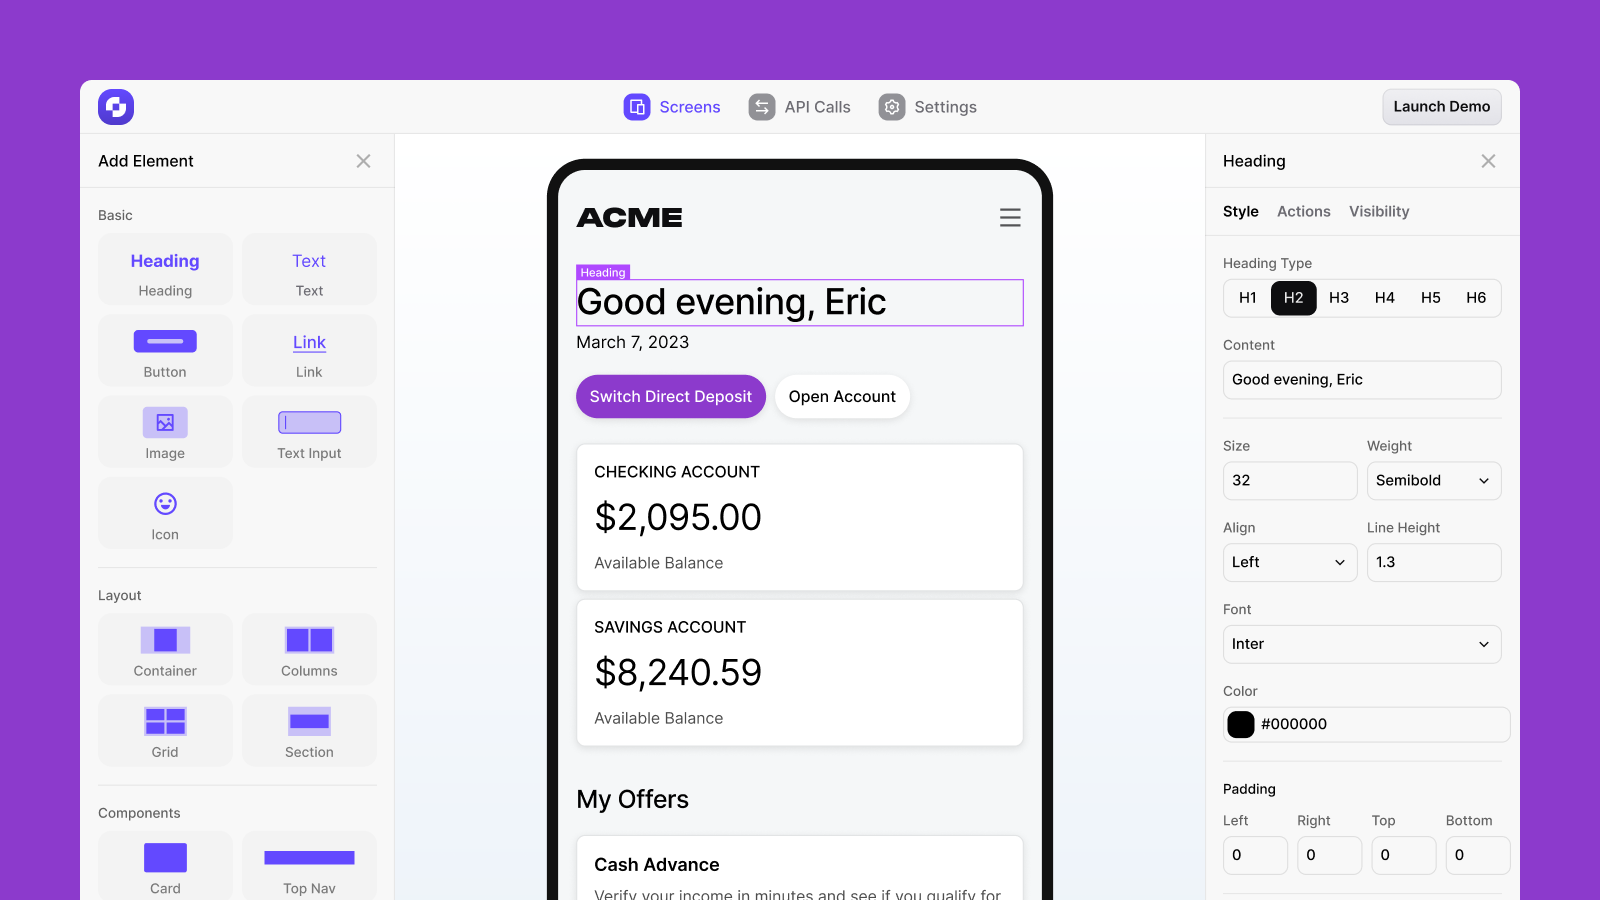 Screens
API Calls
Settings
Launch Demo
Add Element
Basic
Heading
Heading
Text
Text
Button
Link
Link
Image
Text Input
Icon
Layout
Container
Columns
Grid
Section
Components
Card
Top Nav
ACME
Heading
Good evening, Eric
March 7, 2023
Switch Direct Deposit
Open Account
CHECKING ACCOUNT
$2,095.00
Available Balance
SAVINGS ACCOUNT
$8,240.59
Available Balance
My Offers
Cash Advance
Verify your income in minutes and see if you qualify for
Heading
Style Actions Visibility
Heading Type
H1 H2 H3 H4 H5 H6
Content
Good evening, Eric
Size
32
Weight
Semibold
Align
Left
Line Height
1.3
Font
Inter
Color
#000000
Padding
Left Right Top Bottom
0 0 0 0